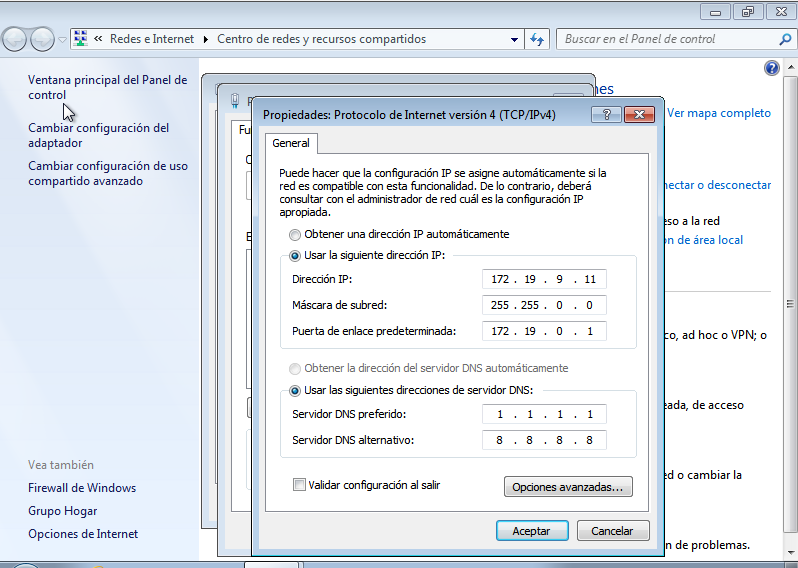 « Redes e Internet Centro de redes y recursos compartidos
Buscar en el Panel de control
Ventana principal del Panel de
control
Cambiar configuración del
adaptador
Cambiar configuración de uso
compartido avanzado
Vea también
Firewall de Windows
Grupo Hogar
Opciones de Internet
nes
Ver mapa completo
nectar o desconectar
eso a la red
ón de área local
co, ad hoc o VPN; o
eada, de acceso
ed o cambiar la
n de problemas.
Fu
Propiedades: Protocolo de Internet versión 4 (TCP/IPv4)
General
Puede hacer que la configuración IP se asigne automáticamente si la
red es compatible con esta funcionalidad. De lo contrario, deberá
consultar con el administrador de red cuál es la configuración IP
apropiada.
Obtener una dirección IP automáticamente
Usar la siguiente dirección IP:
Dirección IP: 172 . 19 . 9 . 11
Máscara de subred: 255 . 255 . 0 . 0
Puerta de enlace predeterminada: 172 . 19 . 0 . 1
Obtener la dirección del servidor DNS automáticamente
Usar las siguientes direcciones de servidor DNS:
Servidor DNS preferido: 1 . 1 . 1 . 1
Servidor DNS alternativo: 8 . 8 . 8 . 8
Validar configuración al salir
Opciones avanzadas...
Aceptar
Cancelar